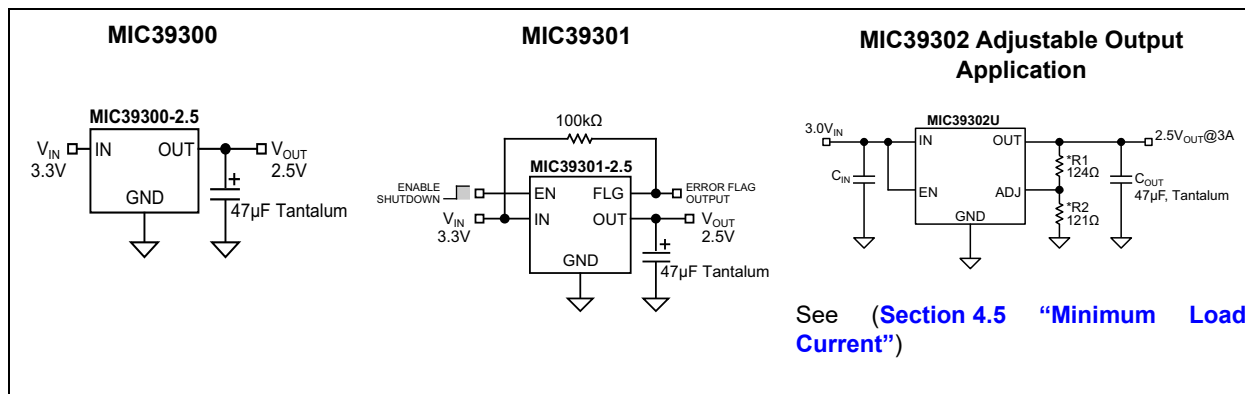 MIC39300
MIC39300-2.5
VIN
3.3V
IN
OUT
GND
VOUT
2.5V
+
47µF Tantalum
MIC39301
100kΩ
MIC39301-2.5
ENABLE
SHUTDOWN
EN
FLG
ERROR FLAG
OUTPUT
VIN
3.3V
IN
OUT
VOUT
2.5V
GND
+
47µF Tantalum
MIC39302 Adjustable Output
Application
MIC39302U
3.0VIN
IN
OUT
2.5VOUT@3A
CIN
EN
ADJ
GND
*R1
124Ω
*R2
121Ω
COUT
47µF, Tantalum
See (Section 4.5 “Minimum Load
Current”)